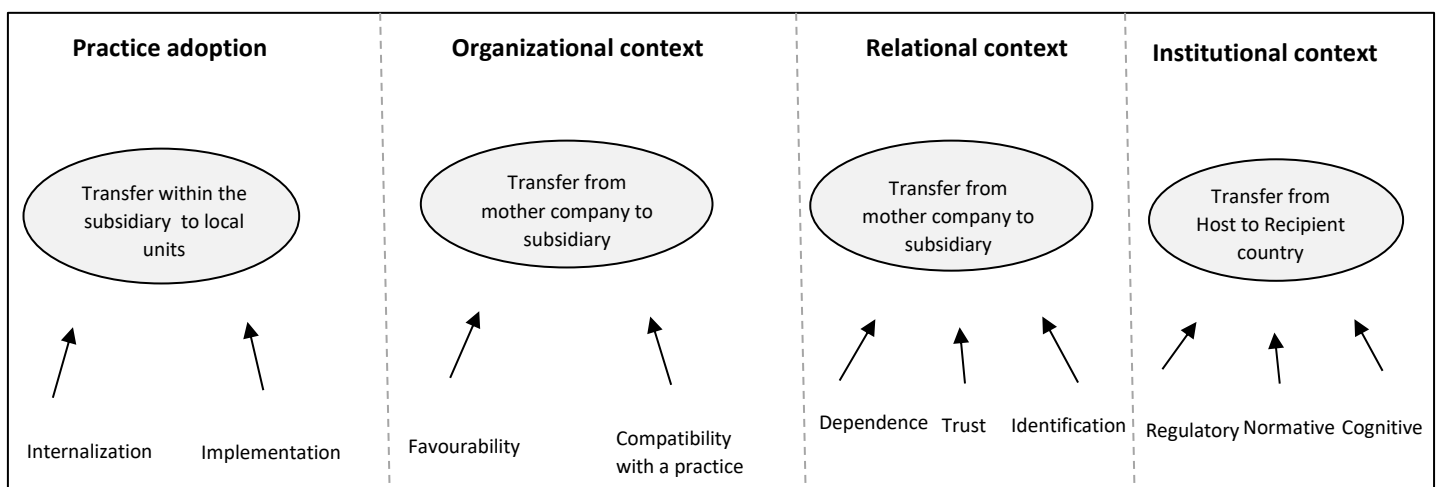 Practice adoption
Organizational context
Relational context
Institutional context
Transfer within the
subsidiary to local
units
Transfer from
mother company to
subsidiary
Transfer from
mother company to
subsidiary
Transfer from
Host to Recipient
country
Internalization
Implementation
Favourability
Compatibility
with a practice
Dependence
Trust
Identification
Regulatory
Normative
Cognitive